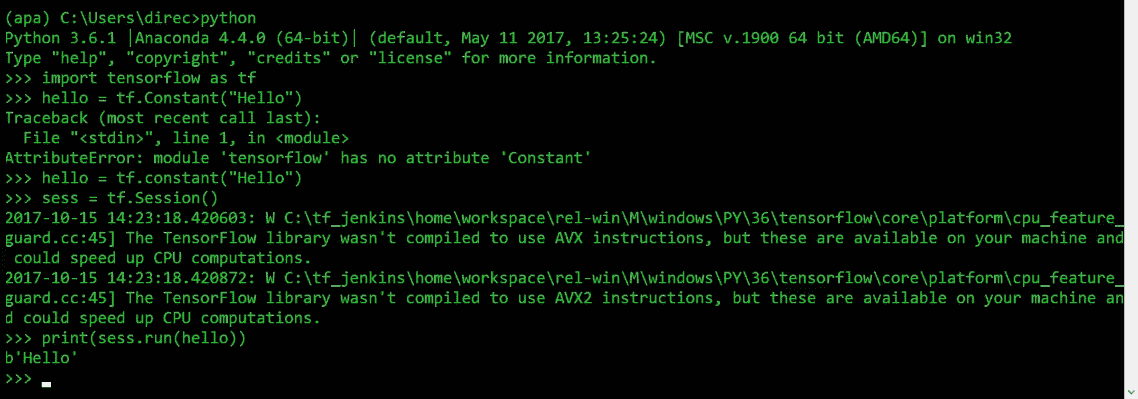 (apa) C:\Users\direc>python
Python 3.6.1 |Anaconda 4.4.0 (64-bit)| (default, May 11 2017, 13:25:24) [MSC v.1900 64 bit (AMD64)] on win32
Type "help", "copyright", "credits" or "license" for more information.
>>> import tensorflow as tf
>>> hello = tf.Constant("Hello")
Traceback (most recent call last):
  File "<stdin>", line 1, in <module>
AttributeError: module 'tensorflow' has no attribute 'Constant'
>>> hello = tf.constant("Hello")
>>> sess = tf.Session()
2017-10-15 14:23:18.420603: W C:\tf_jenkins\home\workspace\rel-win\M\windows\PY\36\tensorflow\core\platform\cpu_feature_
guard.cc:45] The TensorFlow library wasn't compiled to use AVX instructions, but these are available on your machine and
 could speed up CPU computations.
2017-10-15 14:23:18.420872: W C:\tf_jenkins\home\workspace\rel-win\M\windows\PY\36\tensorflow\core\platform\cpu_feature_
guard.cc:45] The TensorFlow library wasn't compiled to use AVX2 instructions, but these are available on your machine an
d could speed up CPU computations.
>>> print(sess.run(hello))
b'Hello'
>>>